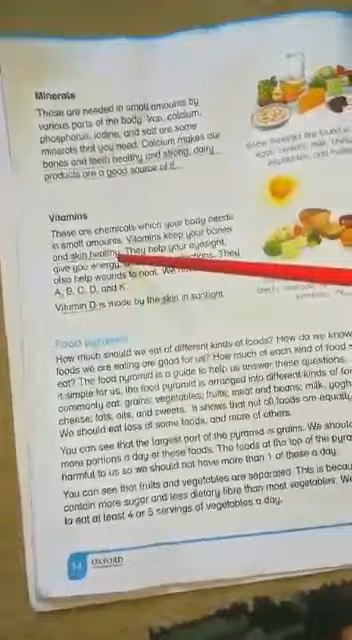 Minerals
These are needed in small amounts by
various parts of the body. Iron, calcium,
phosphorus, iodine, and salt are some
minerals that you need. Calcium makes our
bones and teeth healthy and strong; dairy
products are a good source of it.
Some minerals are found in
milk,
Vitamins
These are chemicals which your body needs
in small amounts. Vitamins keep your bones
and skin healthy. They help your eyesight,
give you energy, They
also help wounds to heal. We
A, B, C, D, and K.
Vitamin D is made by the skin in sunlight.
Food pyramid
How much should we eat of different kinds of foods? How do we know
foods we are eating are good for us? How much of each kind of food
eat? The food pyramid is a guide to help us answer these questions.
it simple for us, the food pyramid is arranged into different kinds of
commonly eat: grains; vegetables; fruits; meat and beans; milk,
cheese; fats, oils, and sweets. It shows that not all foods are equally
We should eat less of some foods, and more of others.
You can see that the largest part of the pyramid is grains. We should
more portions a day of these foods. The foods at the top of the
harmful to us so we should not have more than 1 of these a day.
You can see that fruits and vegetables are separated. This is
contain more sugar and less dietary fibre than most vegetables.
to eat at least 4 or 5 servings of vegetables a day.
14
OXFORD